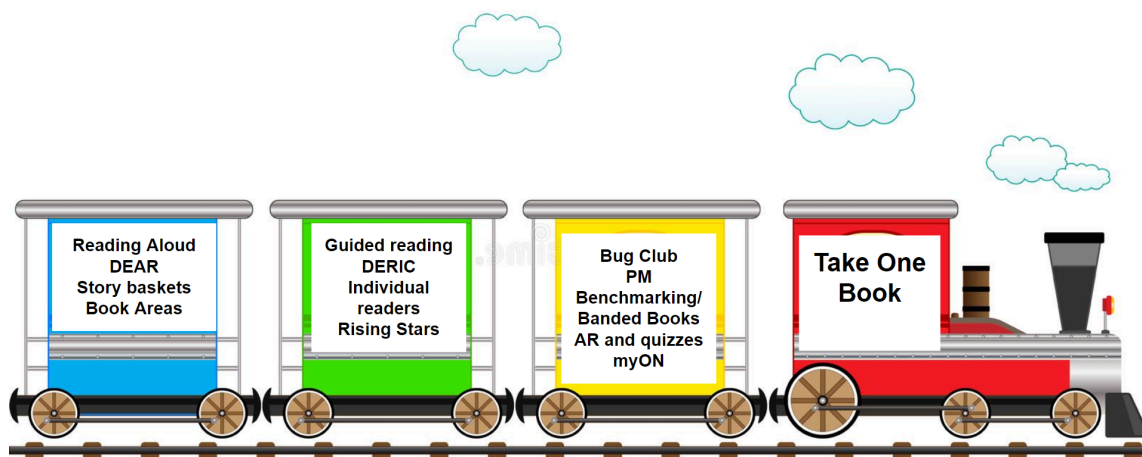 Reading Aloud
DEAR
Story baskets
Book Areas
Guided reading
DERIC
Individual
readers
Rising Stars
Bug Club
PM
Benchmarking/
Banded Books
AR and quizzes
myON
Take One
Book